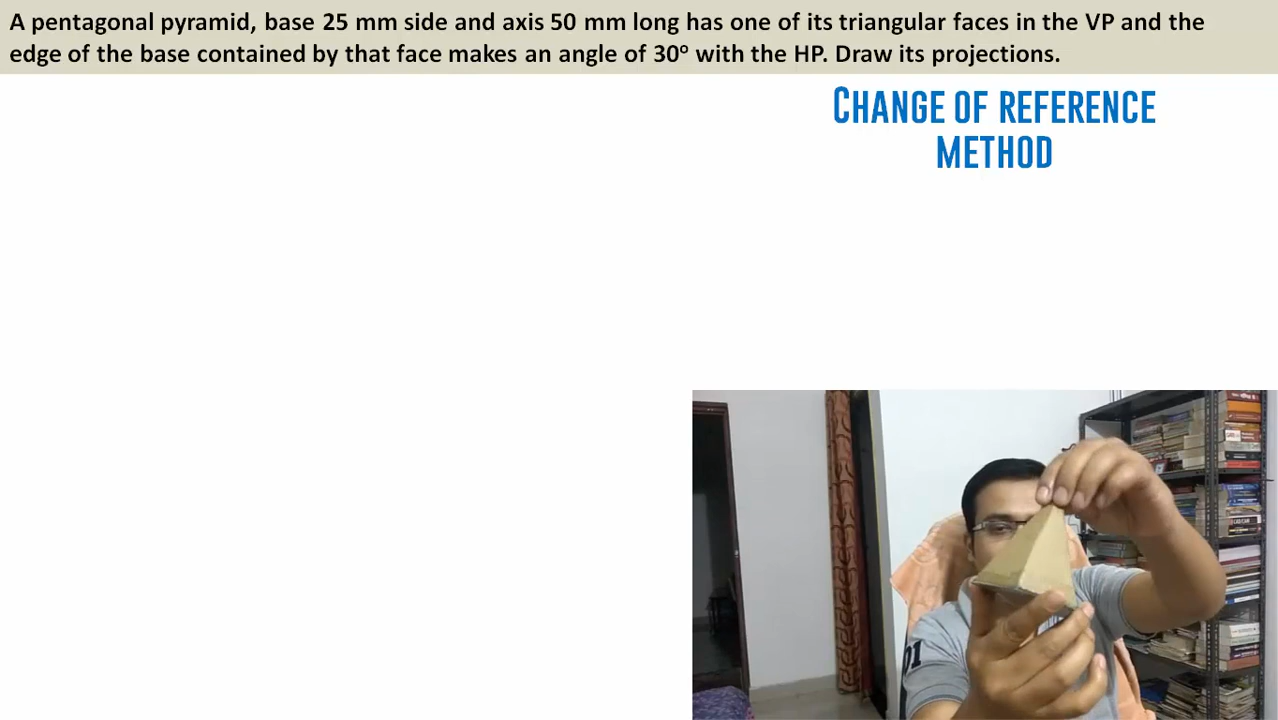 A pentagonal pyramid, base 25 mm side and axis 50 mm long has one of its triangular faces in the VP and the
edge of the base contained by that face makes an angle of 30° with the HP. Draw its projections.
CHANGE OF REFERENCE
METHOD
01